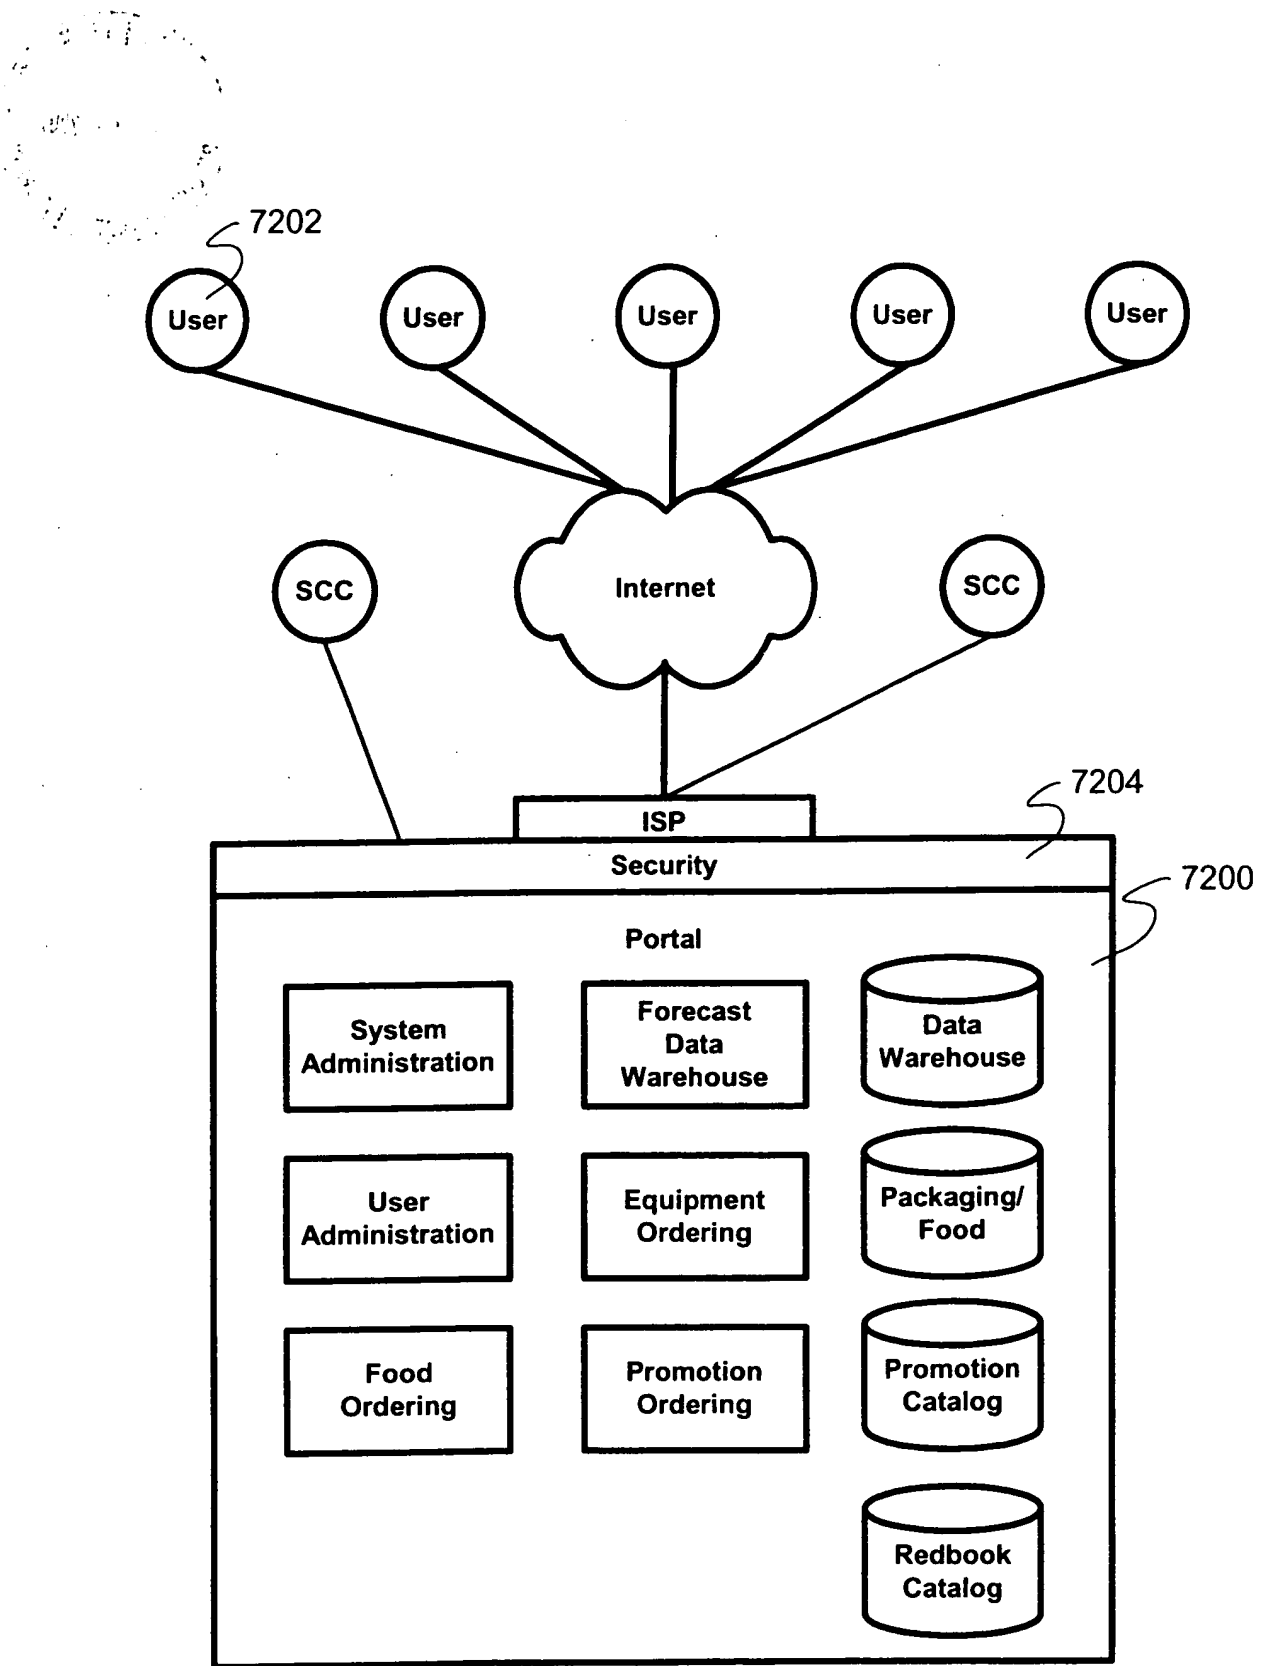 7202
User
User
User
User
User
SCC
Internet
SCC
7204
ISP
Security
7200
Portal
System
Administration
Forecast
Data
Warehouse
Data
Warehouse
User
Administration
Equipment
Ordering
Packaging/
Food
Food
Ordering
Promotion
Ordering
Promotion
Catalog
Redbook
Catalog